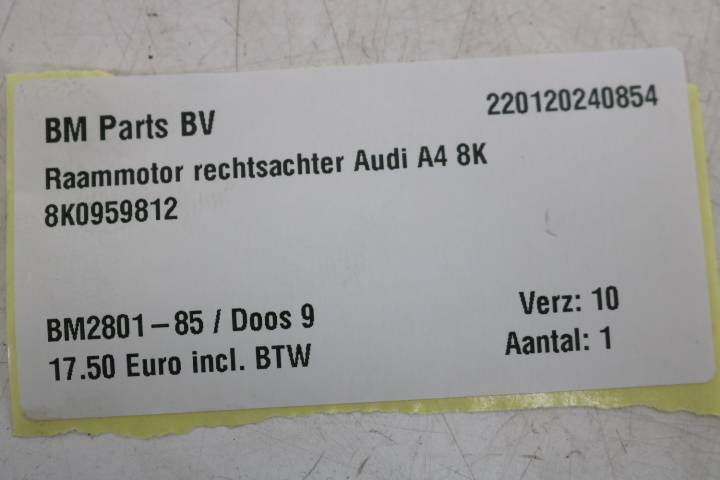 BM Parts BV
220120240854
Raammotor rechtsachter Audi A4 8K
8K0959812
BM2801-85 / Doos 9
Verz: 10
17.50 Euro incl. BTW
Aantal: 1